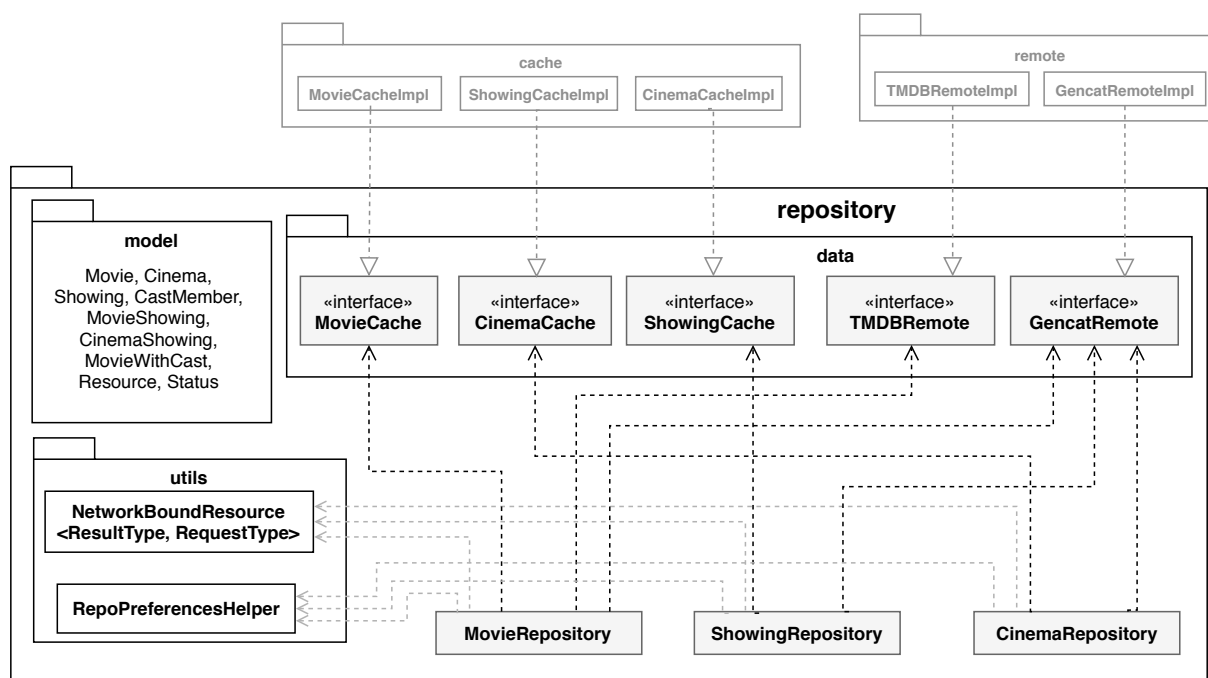 cache
MovieCacheImpl
ShowingCacheImpl
CinemaCacheImpl
remote
TMDBRemoteImpl
GencatRemoteImpl
repository
model
Movie, Cinema,
Showing, CastMember,
MovieShowing,
CinemaShowing,
MovieWithCast,
Resource, Status
data
«interface»
MovieCache
«interface»
CinemaCache
«interface»
ShowingCache
«interface»
TMDBRemote
«interface»
GencatRemote
utils
NetworkBoundResource
<ResultType, RequestType>
RepoPreferencesHelper
MovieRepository
ShowingRepository
CinemaRepository